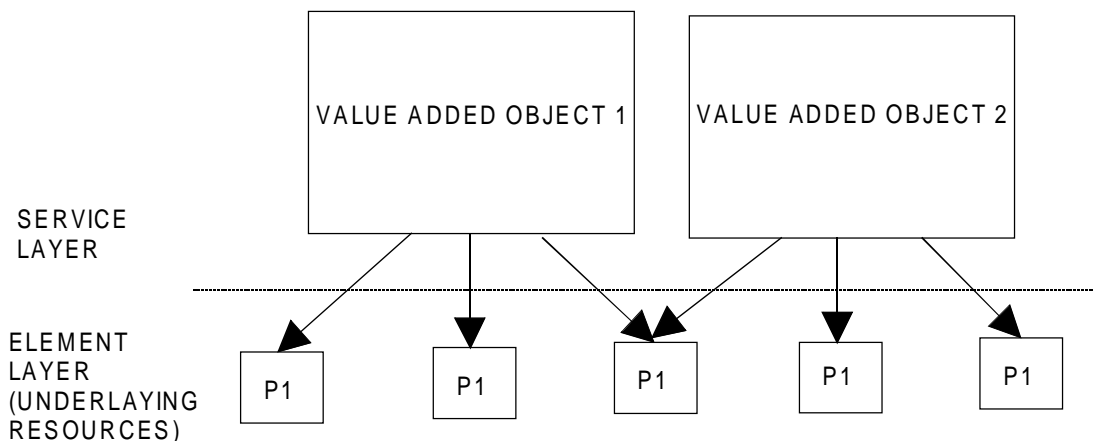 VALUE ADDED OBJECT 1
VALUE ADDED OBJECT 2
SERVICE
LAYER
ELEMENT
LAYER
(UNDERLAYING
RESOURCES)
P1
P1
P1
P1
P1